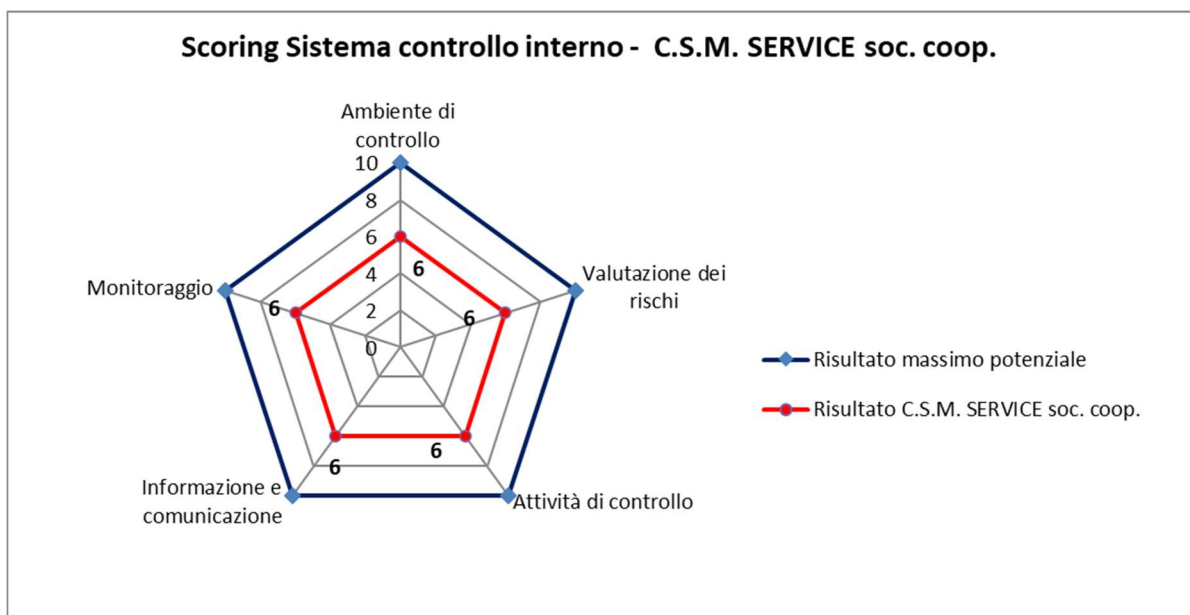 Scoring Sistema controllo interno - C.S.M. SERVICE soc. coop.
Ambiente di
controllo
10
8
6
4
2
0
6
Valutazione dei
rischi
6
Attività di controllo
6
Informazione e
comunicazione
6
Monitoraggio
6
Risultato massimo potenziale
Risultato C.S.M. SERVICE soc. coop.